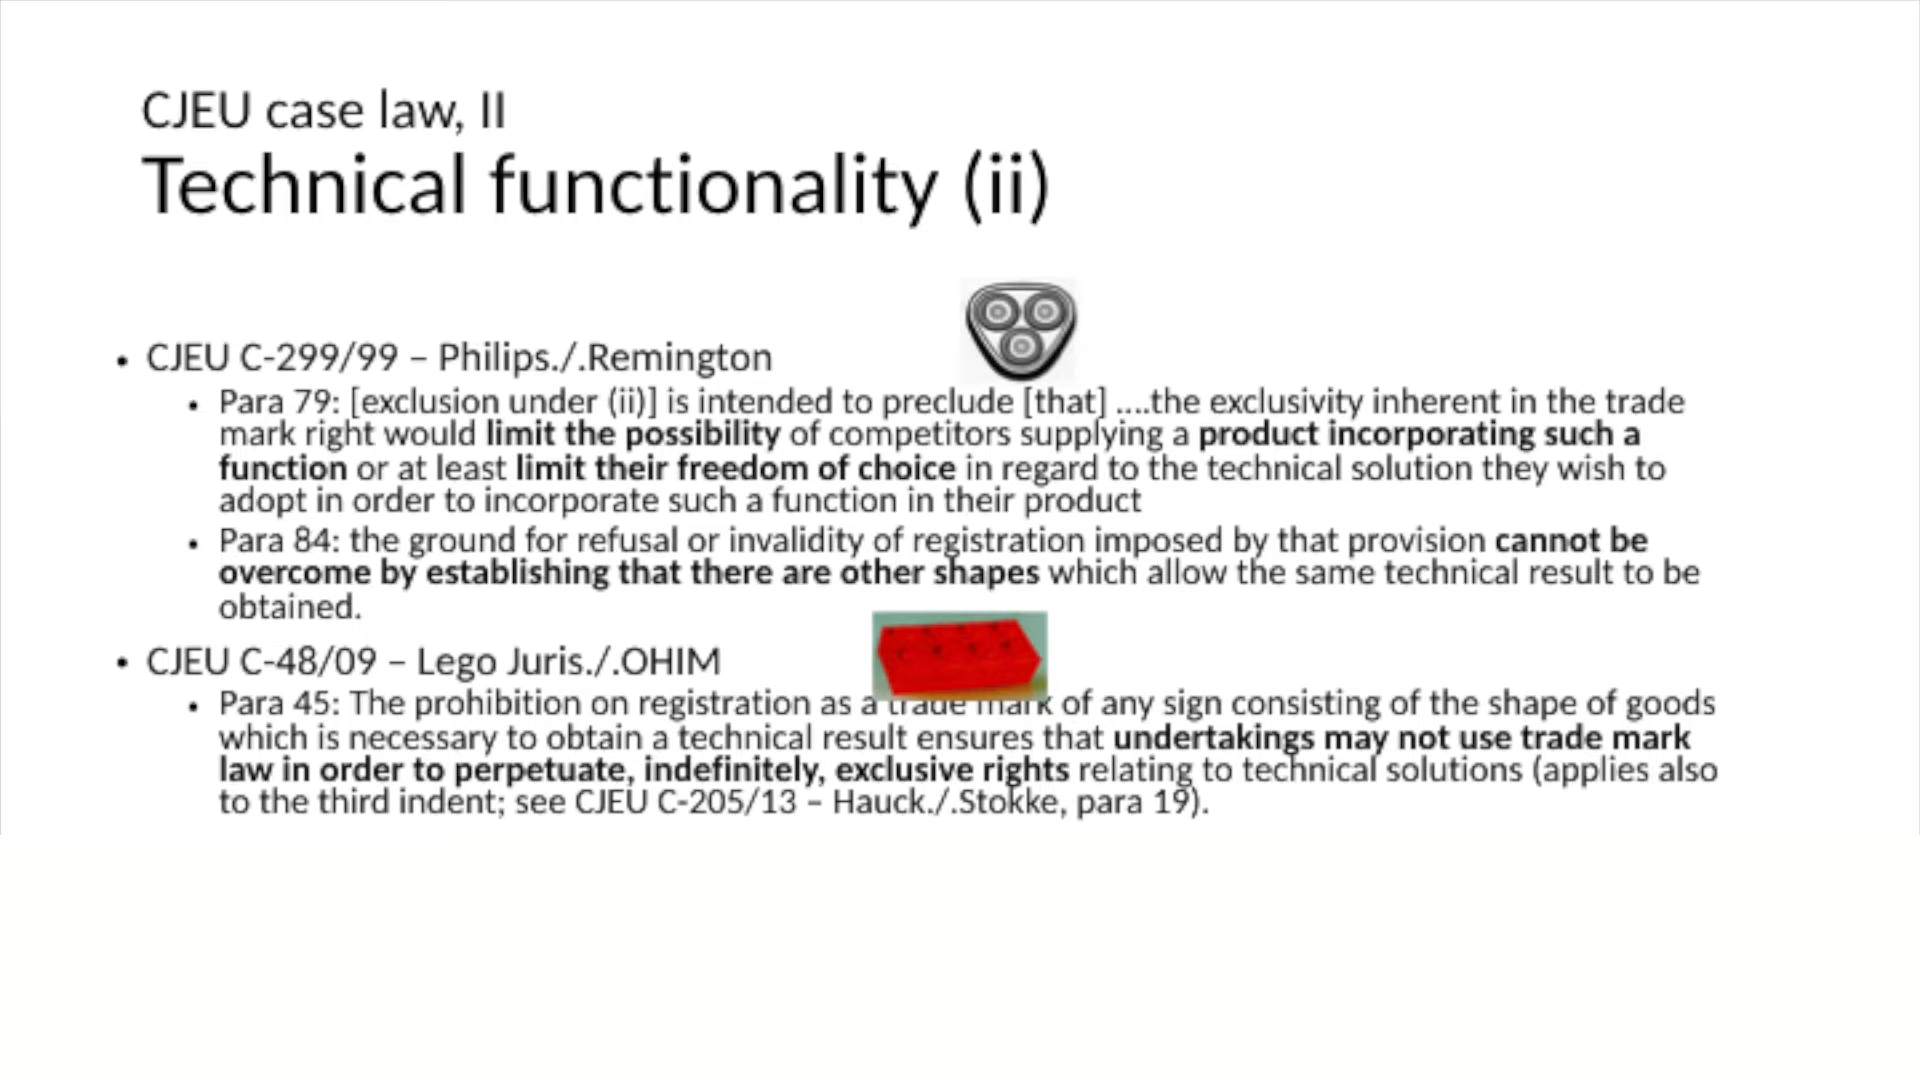 CJEU case law, II
Technical functionality (ii)
• CJEU C-299/99 – Philips./.Remington
• Para 79: [exclusion under (ii)] is intended to preclude [that] ....the exclusivity inherent in the trade
mark right would limit the possibility of competitors supplying a product incorporating such a
function or at least limit their freedom of choice in regard to the technical solution they wish to
adopt in order to incorporate such a function in their product
• Para 84: the ground for refusal or invalidity of registration imposed by that provision cannot be
overcome by establishing that there are other shapes which allow the same technical result to be
obtained.
• CJEU C-48/09 – Lego Juris./.OHIM
• Para 45: The prohibition on registration as a trade mark of any sign consisting of the shape of goods
which is necessary to obtain a technical result ensures that undertakings may not use trade mark
law in order to perpetuate, indefinitely, exclusive rights relating to technical solutions (applies also
to the third indent; see CJEU C-205/13 – Hauck./.Stokke, para 19).